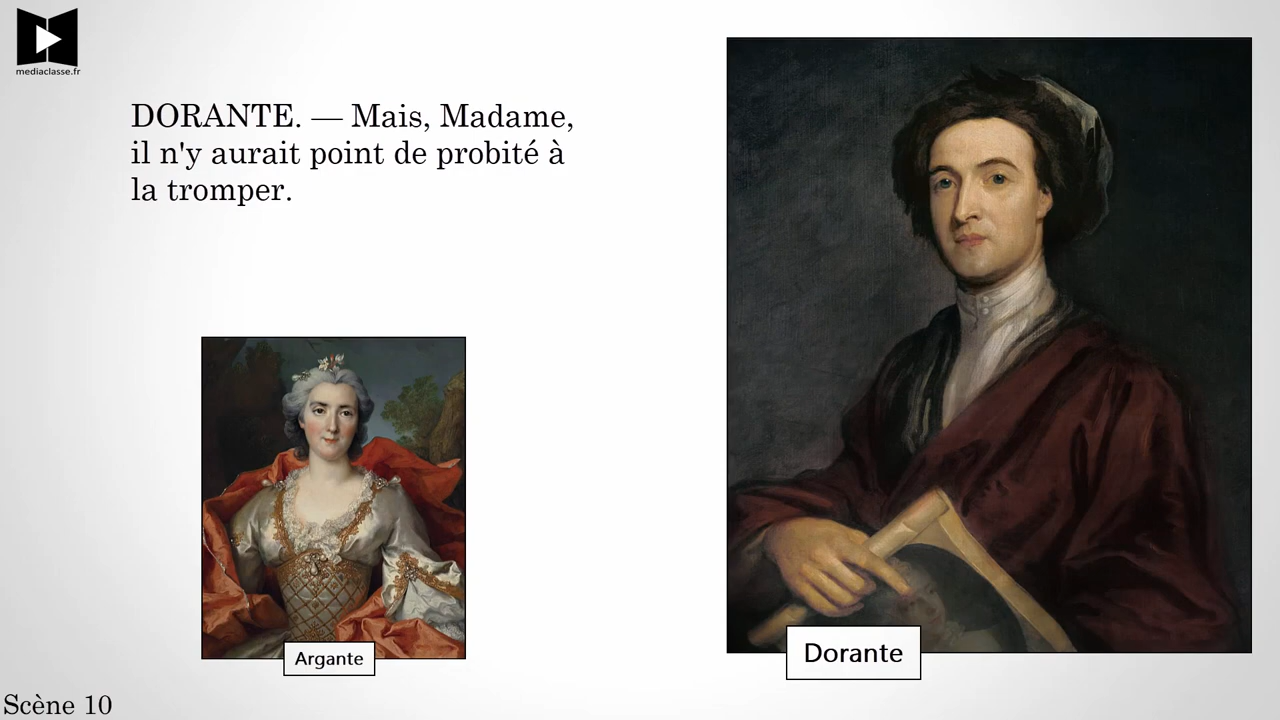 mediaclasse.fr
DORANTE. — Mais, Madame,
il n'y aurait point de probité à
la tromper.
Argante
Dorante
Scène 10